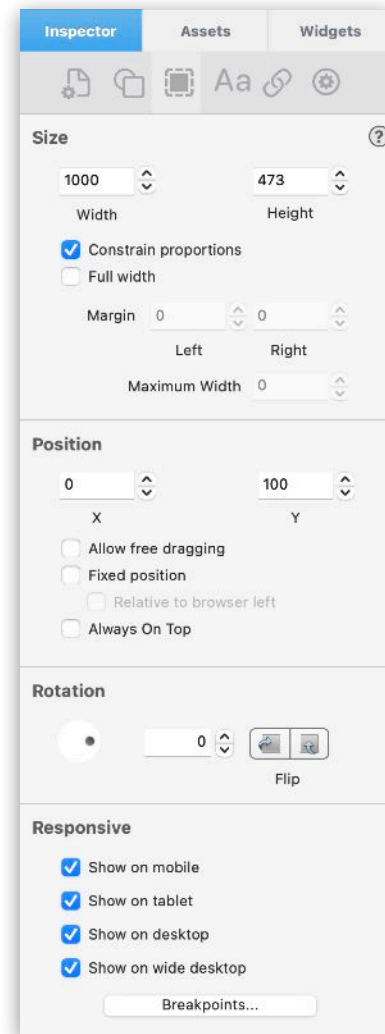 Inspector Assets Widgets
Aa
Size ?
1000 473
Width Height
Constrain proportions
Full width
Margin 0 0
Left Right
Maximum Width 0
Position
0 100
X Y
Allow free dragging
Fixed position
Relative to browser left
Always On Top
Rotation
0
Flip
Responsive
Show on mobile
Show on tablet
Show on desktop
Show on wide desktop
Breakpoints...